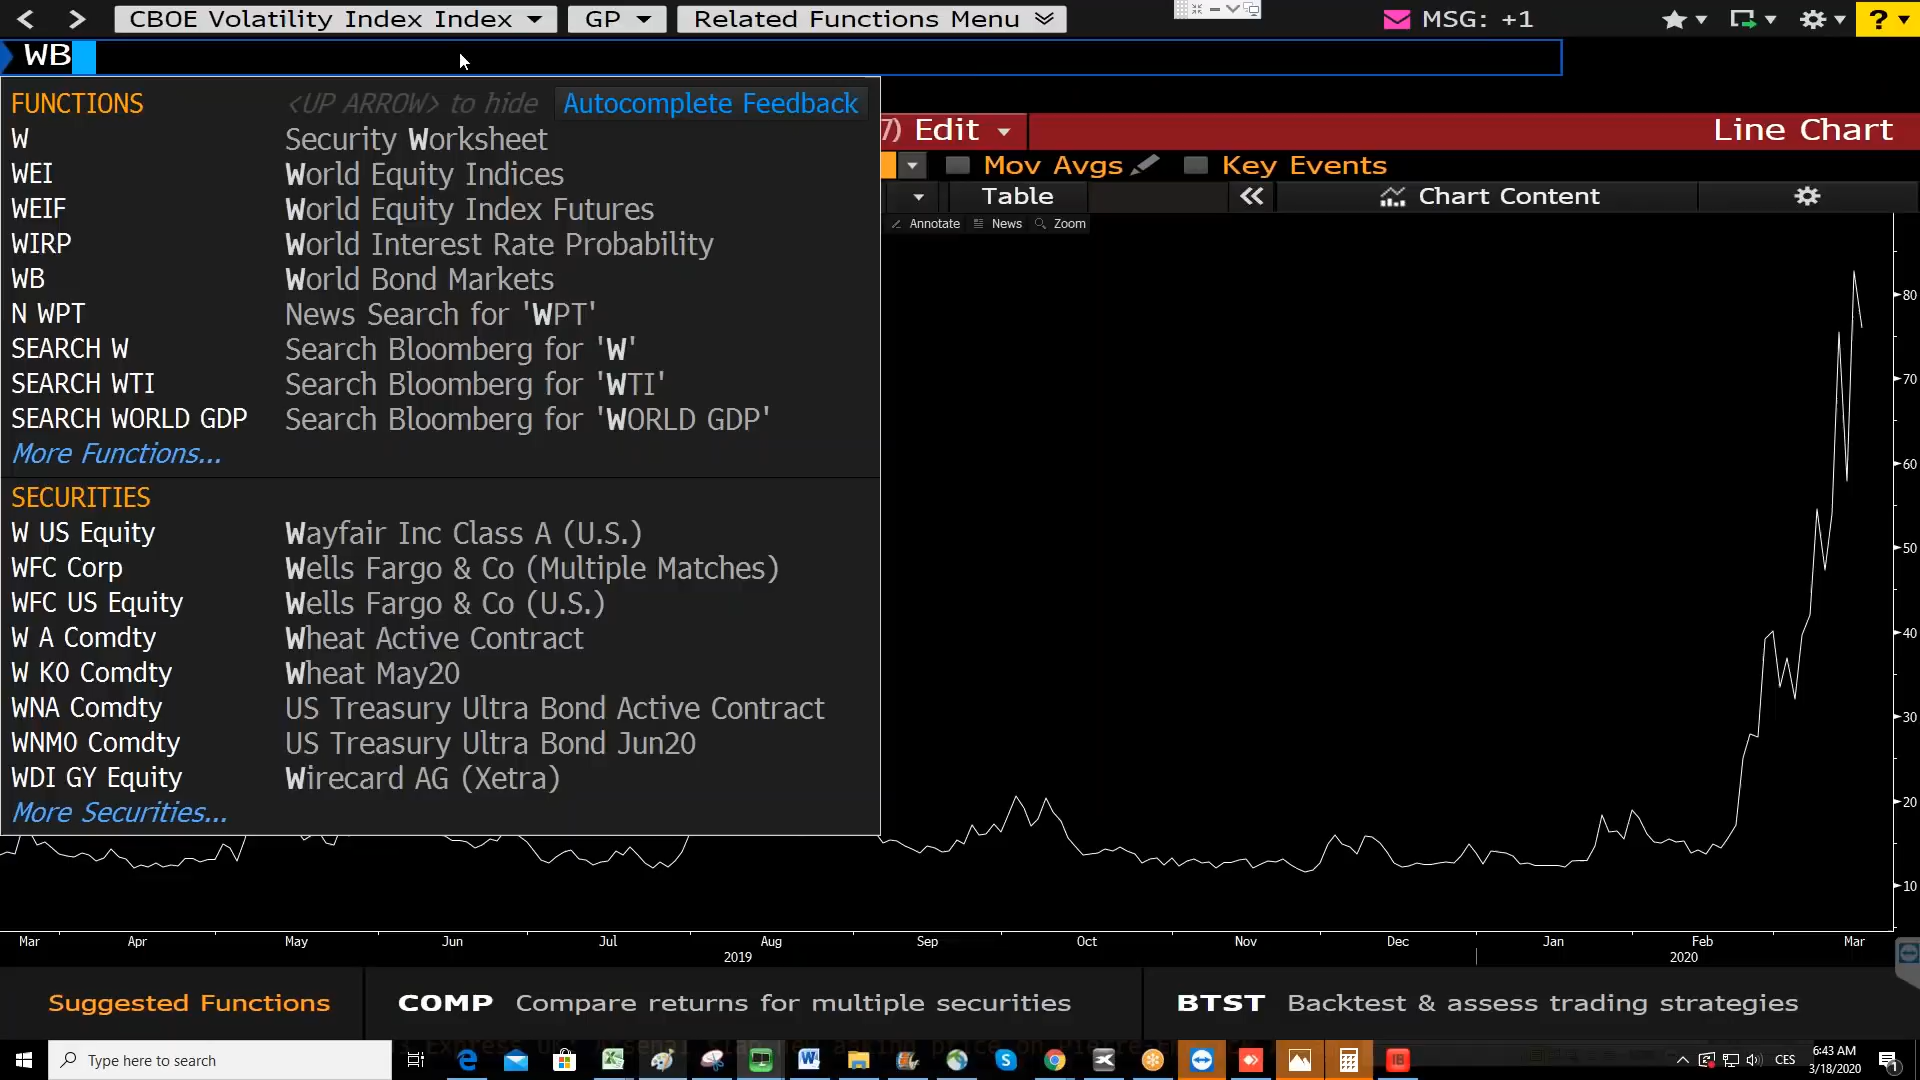 CBOE Volatility Index Index
GP
Related Functions Menu
MSG: +1
?
WB
FUNCTIONS <UP ARROW> to hide Autocomplete Feedback
W Security Worksheet
WEI World Equity Indices
WEIF World Equity Index Futures
WIRP World Interest Rate Probability
WB World Bond Markets
N WPT News Search for 'WPT'
SEARCH W Search Bloomberg for 'W'
SEARCH WTI Search Bloomberg for 'WTI'
SEARCH WORLD GDP Search Bloomberg for 'WORLD GDP'
More Functions...
SECURITIES
W US Equity Wayfair Inc Class A (U.S.)
WFC Corp Wells Fargo & Co (Multiple Matches)
WFC US Equity Wells Fargo & Co (U.S.)
W A Comdty Wheat Active Contract
W K0 Comdty Wheat May20
WNA Comdty US Treasury Ultra Bond Active Contract
WNM0 Comdty US Treasury Ultra Bond Jun20
WDI GY Equity Wirecard AG (Xetra)
More Securities...
7) Edit
Line Chart
Mov Avgs
Key Events
Table
«
Chart Content
Annotate
News
Zoom
80
70
60
50
40
30
20
10
Mar Apr May Jun Jul Aug Sep Oct Nov Dec Jan Feb Mar
2019 2020
Suggested Functions
COMP Compare returns for multiple securities
BTST Backtest & assess trading strategies
Type here to search
CES
6:43 AM
3/18/2020
1